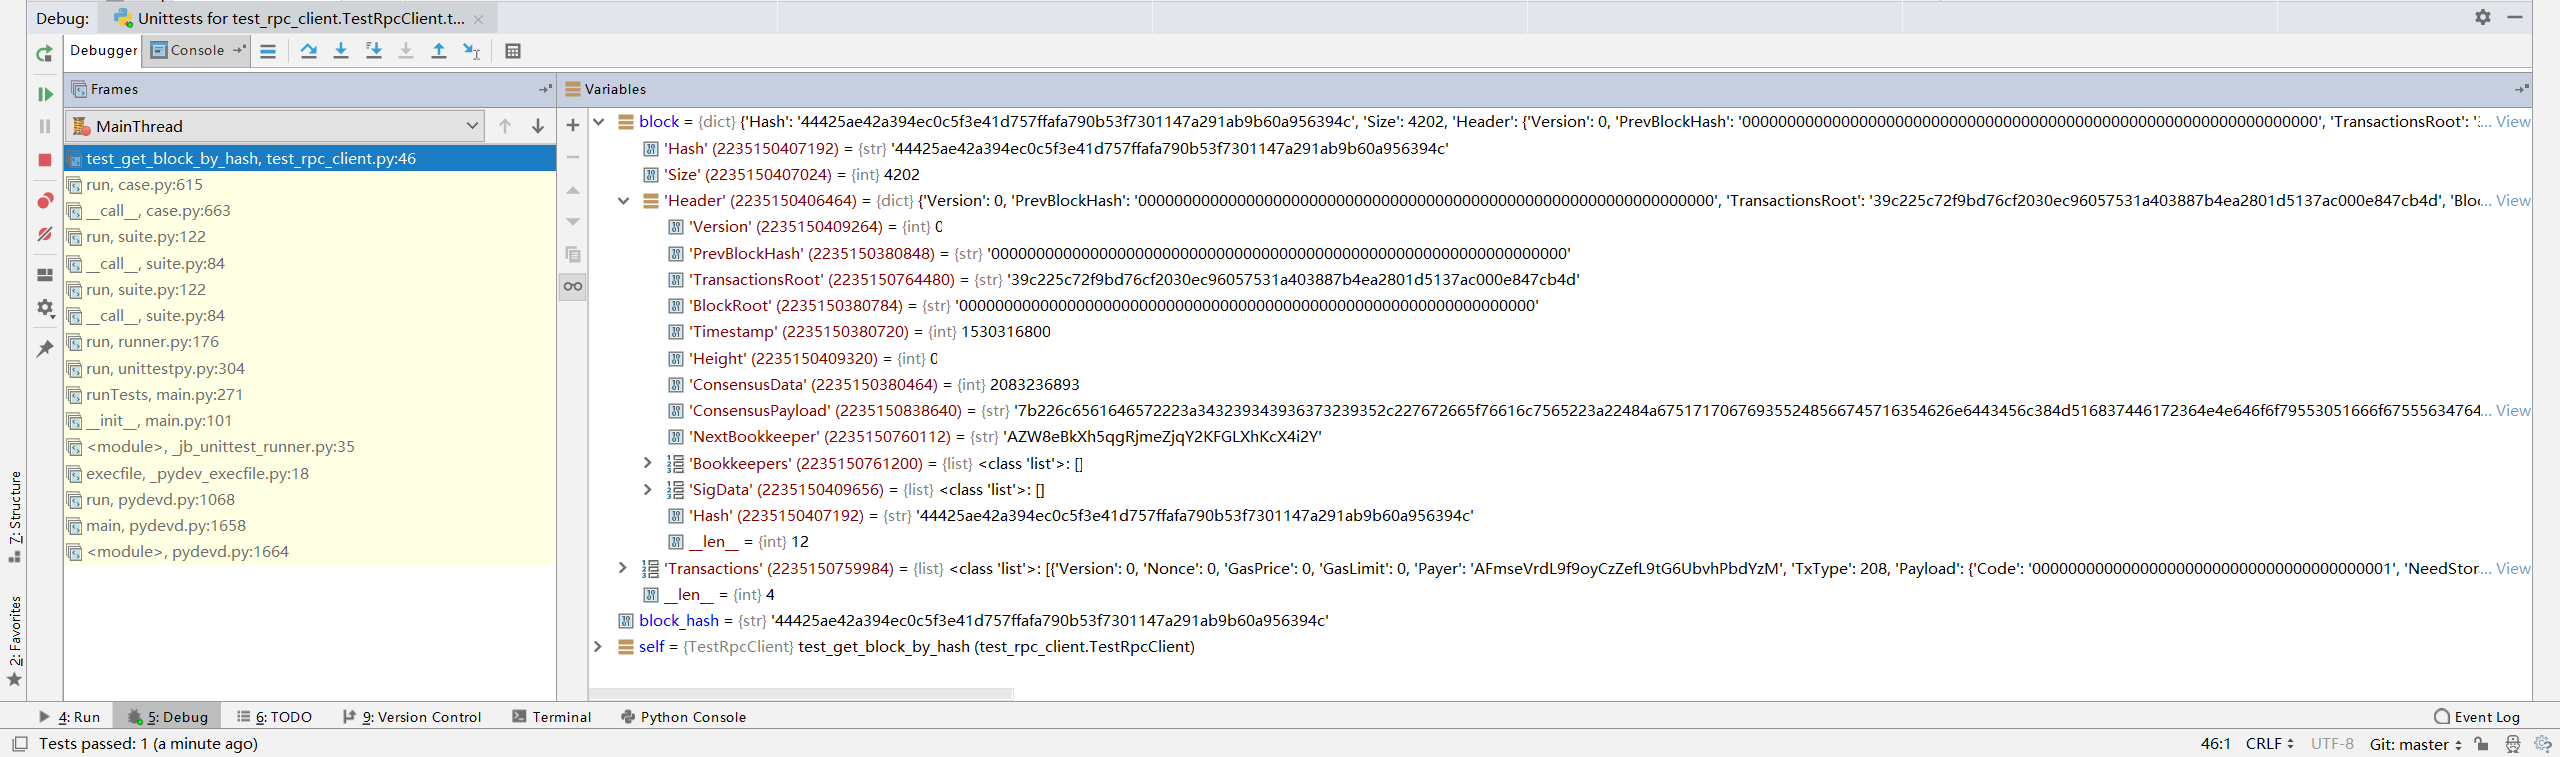 Debug: Unittests for test_rpc_client.TestRpcClient.t...
Debugger Console
Frames
Variables
MainThread
test_get_block_by_hash, test_rpc_client.py:46
run, case.py:615
__call__, case.py:663
run, suite.py:122
__call__, suite.py:84
run, suite.py:122
__call__, suite.py:84
run, runner.py:176
run, unittestpy.py:304
runTests, main.py:271
__init__, main.py:101
<module>, _jb_unittest_runner.py:35
execfile, _pydev_execfile.py:18
run, pydevd.py:1068
main, pydevd.py:1658
<module>, pydevd.py:1664
block = {dict} {'Hash': '44425ae42a394ec0c5f3e41d757ffafa790b53f7301147a291ab9b60a956394c', 'Size': 4202, 'Header': {'Version': 0, 'PrevBlockHash': '0000000000000000000000000000000000000000000000000000000000000000', 'TransactionsRoot': ... View
'Hash' (2235150407192) = {str} '44425ae42a394ec0c5f3e41d757ffafa790b53f7301147a291ab9b60a956394c'
'Size' (2235150407024) = {int} 4202
'Header' (2235150406464) = {dict} {'Version': 0, 'PrevBlockHash': '0000000000000000000000000000000000000000000000000000000000000000', 'TransactionsRoot': '39c225c72f9bd76cf2030ec96057531a403887b4ea2801d5137ac000e847cb4d', 'Blo... View
'Version' (2235150409264) = {int} 0
'PrevBlockHash' (2235150380848) = {str} '0000000000000000000000000000000000000000000000000000000000000000'
'TransactionsRoot' (2235150764480) = {str} '39c225c72f9bd76cf2030ec96057531a403887b4ea2801d5137ac000e847cb4d'
'BlockRoot' (2235150380784) = {str} '0000000000000000000000000000000000000000000000000000000000000000'
'Timestamp' (2235150380720) = {int} 1530316800
'Height' (2235150409320) = {int} 0
'ConsensusData' (2235150380464) = {int} 2083236893
'ConsensusPayload' (2235150838640) = {str} ... View
'NextBookkeeper' (2235150760112) = {str} 'AZW8eBkXh5qgRjmeZjqY2KFGLXhKcX4i2Y'
'Bookkeepers' (2235150761200) = {list} <class 'list'>: []
'SigData' (2235150409656) = {list} <class 'list'>: []
'Hash' (2235150407192) = {str} '44425ae42a394ec0c5f3e41d757ffafa790b53f7301147a291ab9b60a956394c'
__len__ = {int} 12
'Transactions' (2235150759984) = {list} <class 'list'>: [{'Version': 0, 'Nonce': 0, 'GasPrice': 0, 'GasLimit': 0, 'Payer': 'AFmseVrdL9f9oyCzZefL9tG6UbvhPbdYzM', 'TxType': 208, 'Payload': {'Code': '0000000000000000000000000000000000000001', 'NeedStor... View
__len__ = {int} 4
block_hash = {str} '44425ae42a394ec0c5f3e41d757ffafa790b53f7301147a291ab9b60a956394c'
self = {TestRpcClient} test_get_block_by_hash (test_rpc_client.TestRpcClient)
7: Structure
2: Favorites
4: Run 5: Debug 6: TODO 9: Version Control Terminal Python Console Event Log
Tests passed: 1 (a minute ago) 46:1 CRLF UTF-8 Git: master